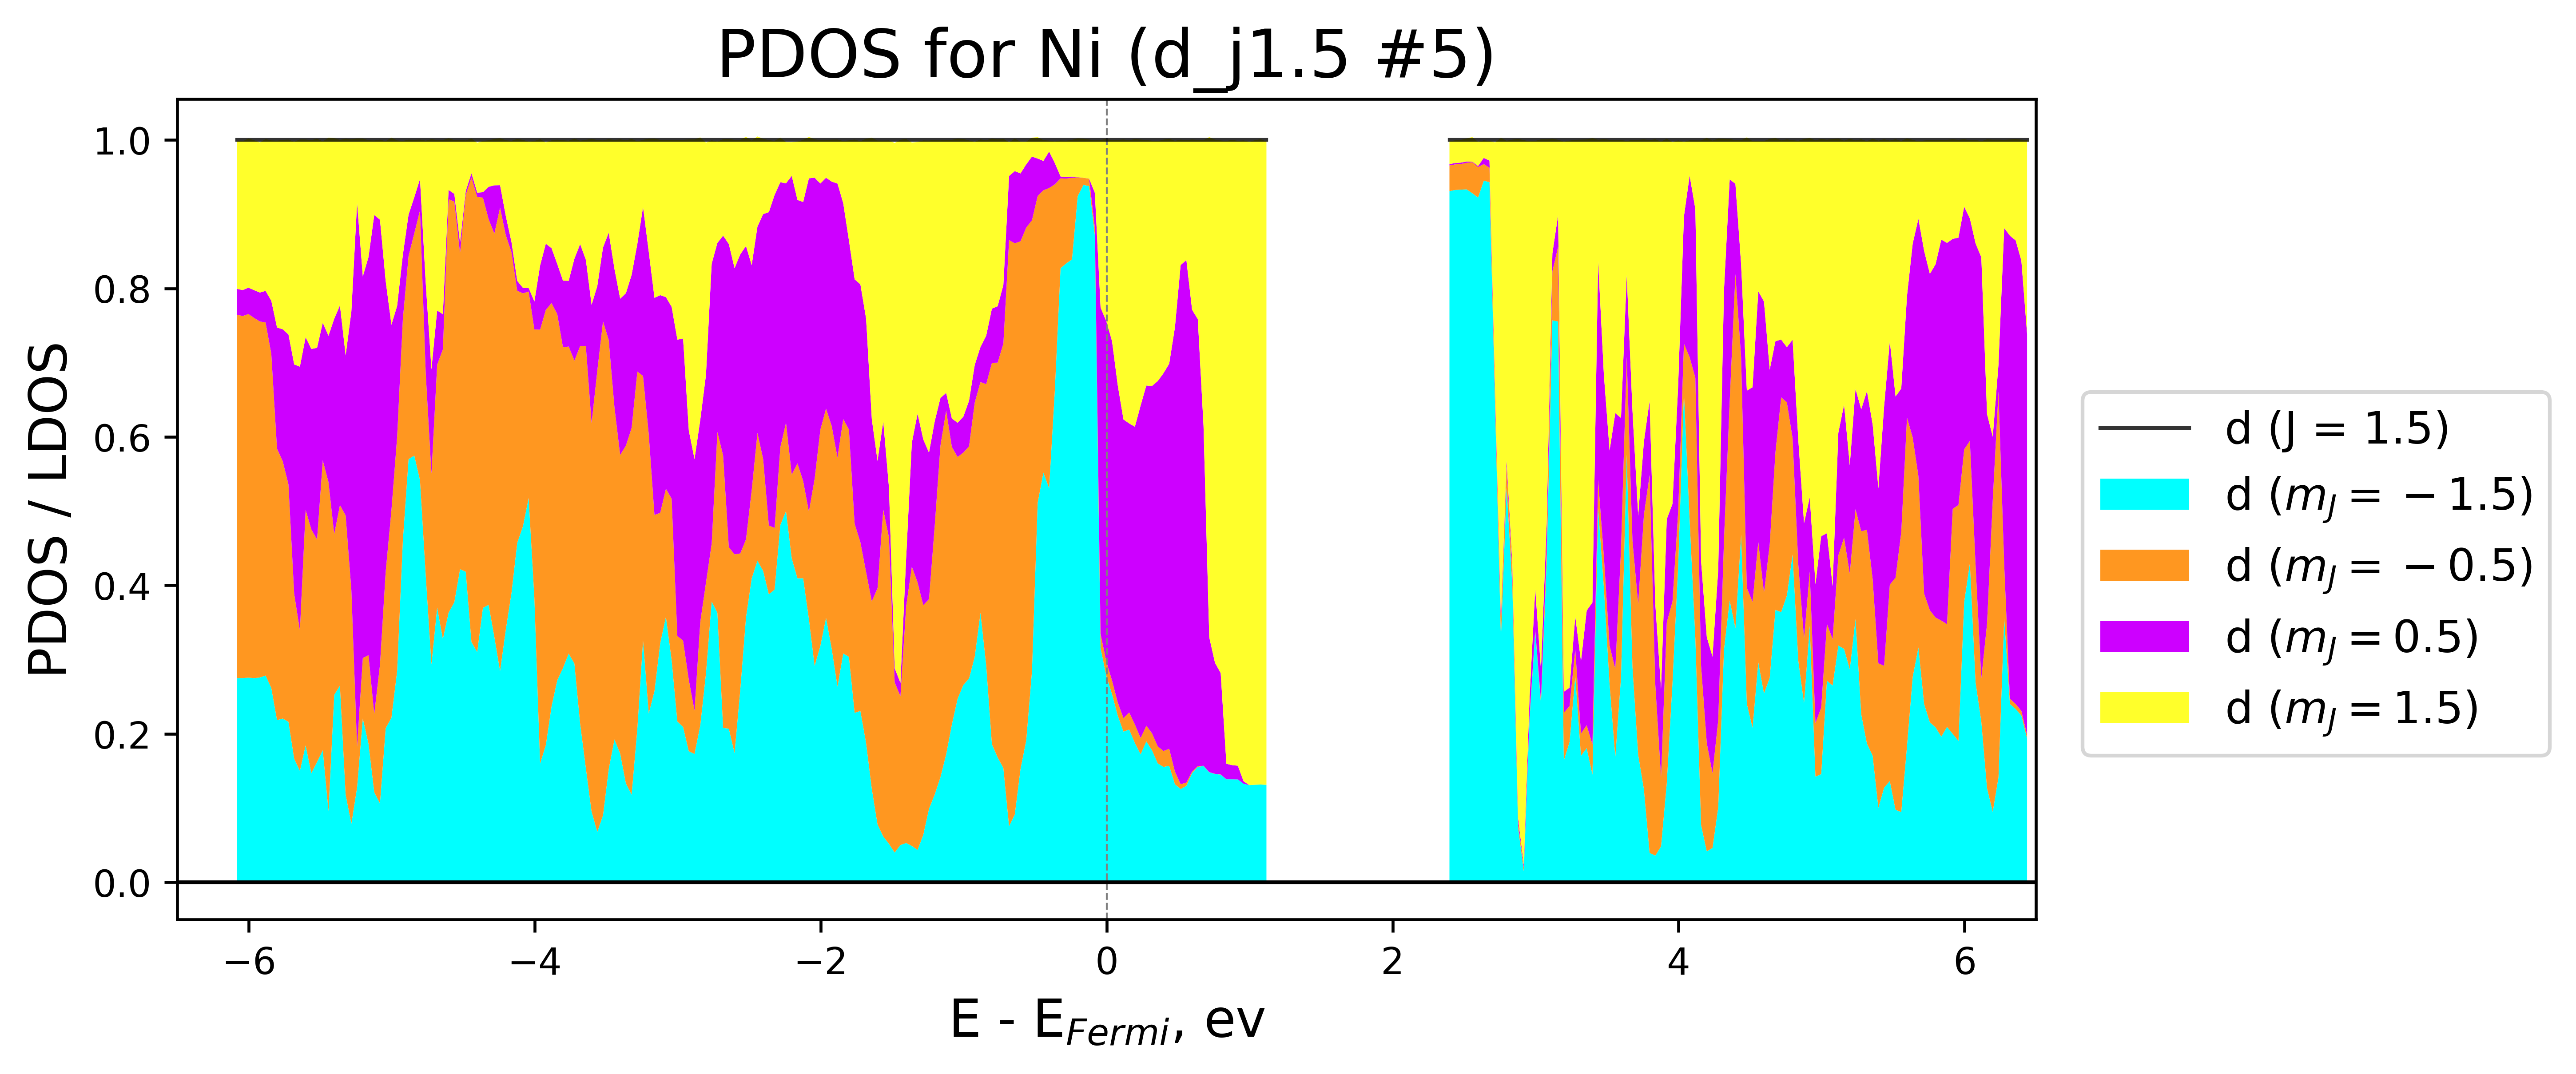 PDOS for Ni (d_j1.5 #5)
PDOS / LDOS
1.0
0.8
0.6
0.4
0.2
0.0
−6 −4 −2 0 2 4 6
E - E_Fermi, ev
d (J = 1.5)
d (m_J = −1.5)
d (m_J = −0.5)
d (m_J = 0.5)
d (m_J = 1.5)